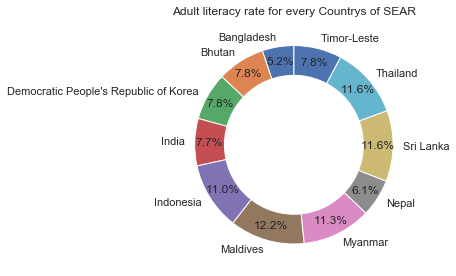 Adult literacy rate for every Countrys of SEAR
Bangladesh
5.2%
Bhutan
7.8%
Democratic People's Republic of Korea
7.8%
India
7.7%
Indonesia
11.0%
Maldives
12.2%
Myanmar
11.3%
Nepal
6.1%
Sri Lanka
11.6%
Thailand
11.6%
Timor-Leste
7.8%